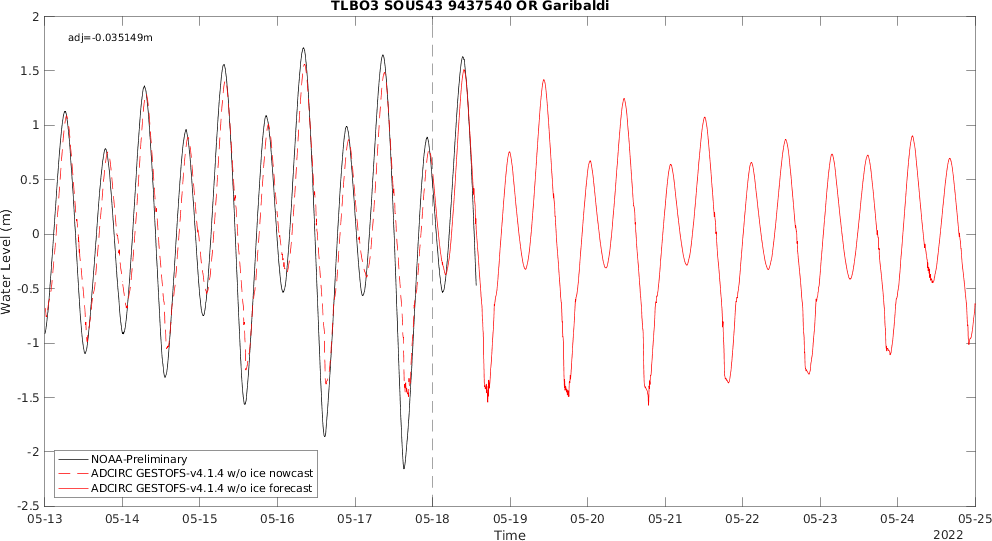 TLBO3 SOUS43 9437540 OR Garibaldi
adj=-0.035149m
Water Level (m)
2
1.5
1
0.5
0
-0.5
-1
-1.5
-2
-2.5
NOAA-Preliminary
ADCIRC GESTOFS-v4.1.4 w/o ice nowcast
ADCIRC GESTOFS-v4.1.4 w/o ice forecast
05-13 05-14 05-15 05-16 05-17 05-18 05-19 05-20 05-21 05-22 05-23 05-24 05-25
Time
2022